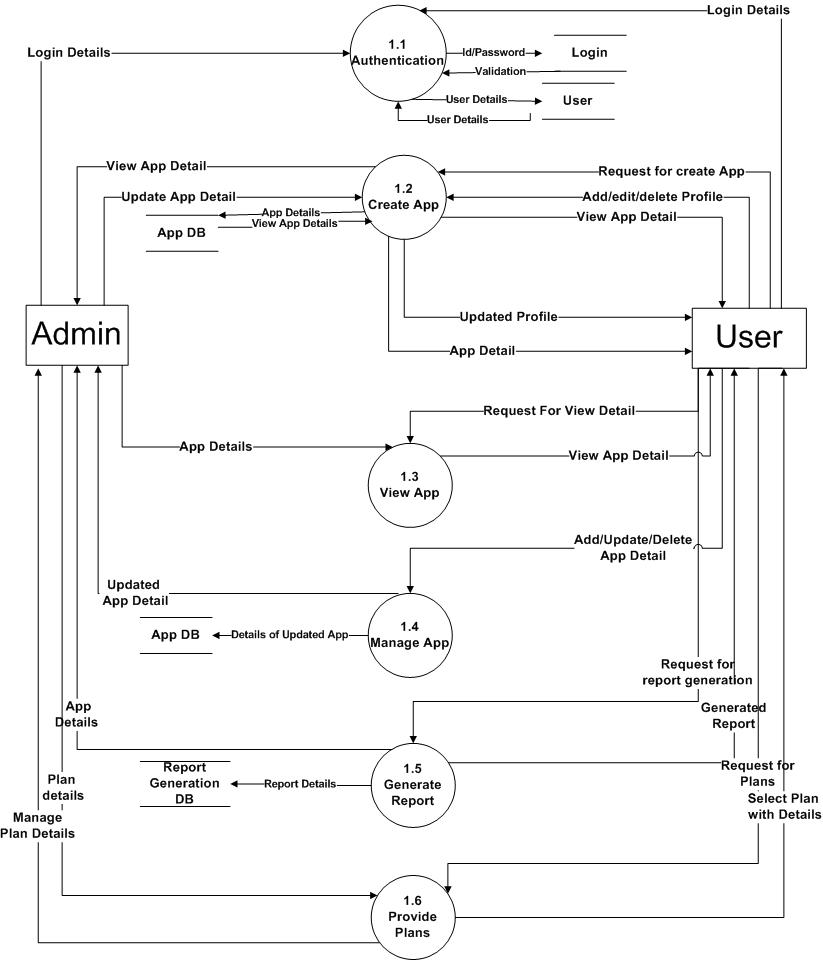 Login Details
Login Details
1.1
Authentication
Id/Password
Login
Validation
User Details
User
User Details
View App Detail
Request for create App
1.2
Create App
Update App Detail
Add/edit/delete Profile
App Details
View App Detail
View App Details
App DB
Admin
User
Updated Profile
App Detail
Request For View Detail
App Details
View App Detail
1.3
View App
Add/Update/Delete
App Detail
Updated
App Detail
1.4
Manage App
App DB
Details of Updated App
Request for
report generation
App
Details
Generated
Report
1.5
Generate
Report
Report
Generation
DB
Report Details
Request for
Plans
Plan
details
Select Plan
with Details
Manage
Plan Details
1.6
Provide
Plans